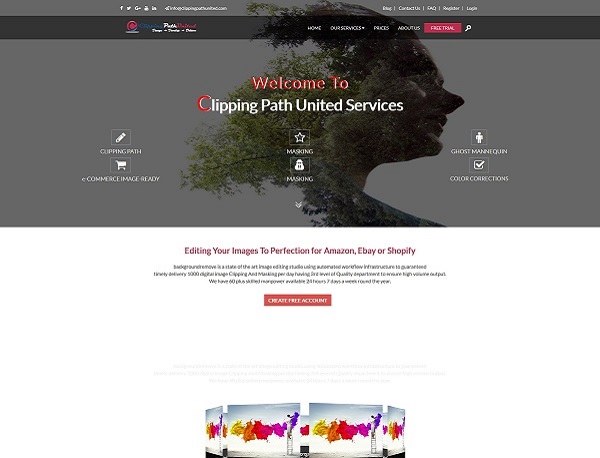 info@clippingpathunited.com
Blog | Contact Us | FAQ | Register | Login
Clipping Path United
Design Develop Deliver
HOME OUR SERVICES PRICES ABOUT US FREE TRIAL
Welcome To
Clipping Path United Services
CLIPPING PATH MASKING GHOST MANNEQUIN
e-COMMERCE IMAGE-READY MASKING COLOR CORRECTIONS
Editing Your Images To Perfection for Amazon, Ebay or Shopify
backgroundremove is a state of the art image editing studio using automated workflow infrastructure to guaranteed
timely delivery 1000 digital image Clipping And Masking per day having 3rd level of Quality department to ensure high volume output.
We have 60 plus skilled manpower available 24 hours 7 days a week round the year.
CREATE FREE ACCOUNT